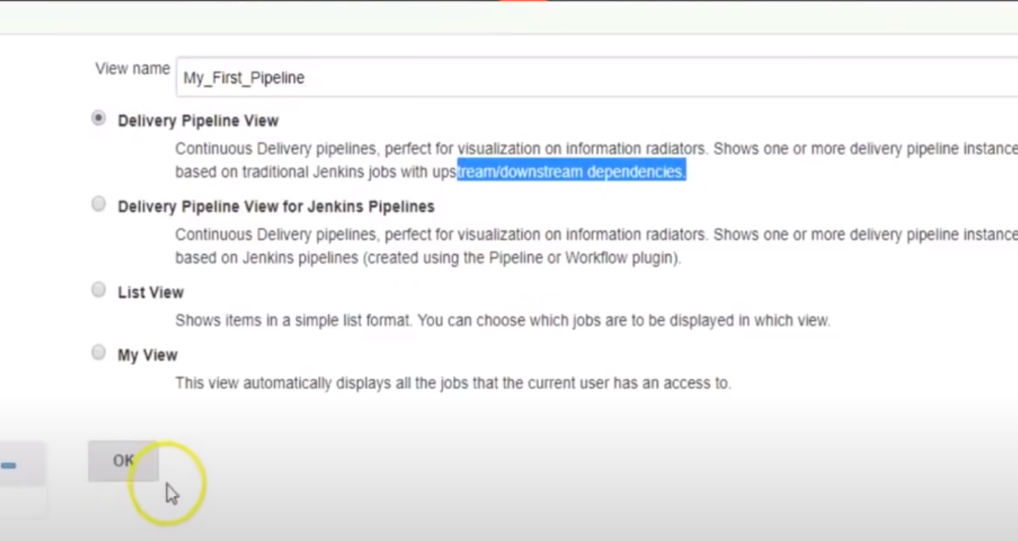 View name My_First_Pipeline
Delivery Pipeline View
Continuous Delivery pipelines, perfect for visualization on information radiators. Shows one or more delivery pipeline instance
based on traditional Jenkins jobs with upstream/downstream dependencies.
Delivery Pipeline View for Jenkins Pipelines
Continuous Delivery pipelines, perfect for visualization on information radiators. Shows one or more delivery pipeline instance
based on Jenkins pipelines (created using the Pipeline or Workflow plugin).
List View
Shows items in a simple list format. You can choose which jobs are to be displayed in which view.
My View
This view automatically displays all the jobs that the current user has an access to.
OK